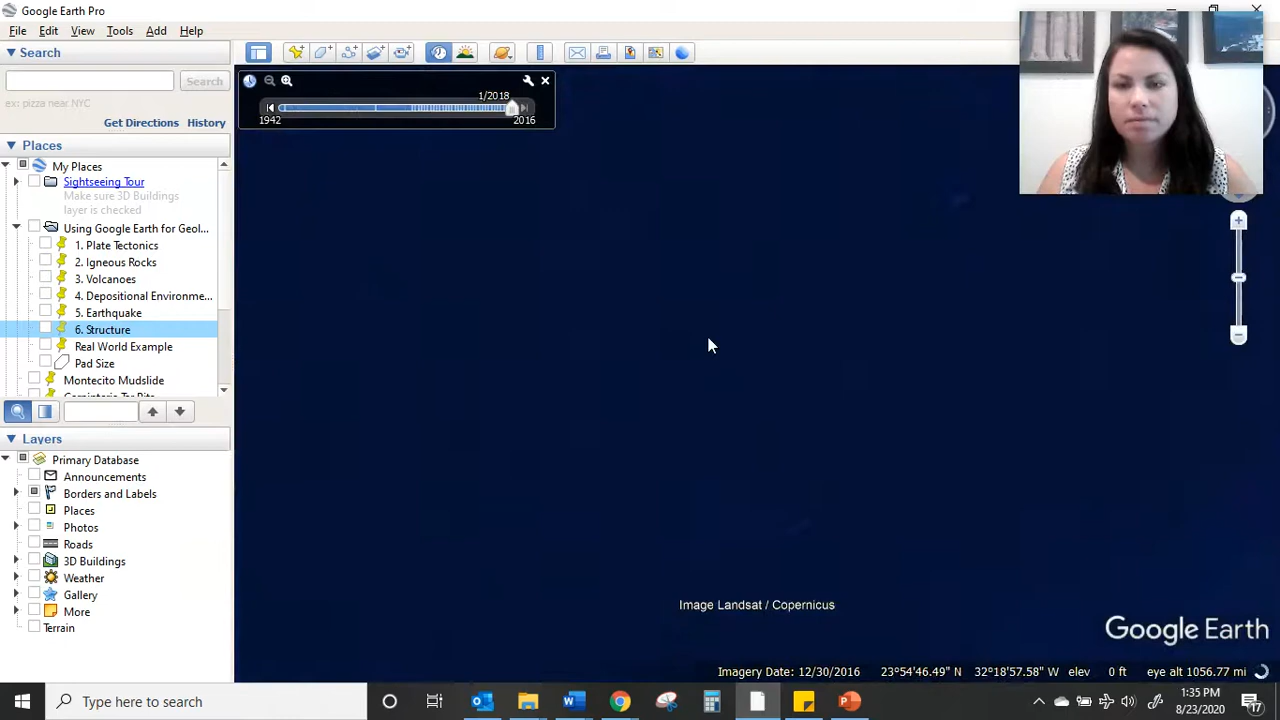 Google Earth Pro
File Edit View Tools Add Help
Search
Search
ex: pizza near NYC
Get Directions History
Places
My Places
Sightseeing Tour
Make sure 3D Buildings
layer is checked
Using Google Earth for Geol...
1. Plate Tectonics
2. Igneous Rocks
3. Volcanoes
4. Depositional Environme...
5. Earthquake
6. Structure
Real World Example
Pad Size
Montecito Mudslide
Carpinteria Tar Pits
Layers
Primary Database
Announcements
Borders and Labels
Places
Photos
Roads
3D Buildings
Weather
Gallery
More
Terrain
1/2018
1942 2016
Image Landsat / Copernicus
Google Earth
Imagery Date: 12/30/2016 23°54'46.49" N 32°18'57.58" W elev 0 ft eye alt 1056.77 mi
Type here to search
1:35 PM
8/23/2020
17